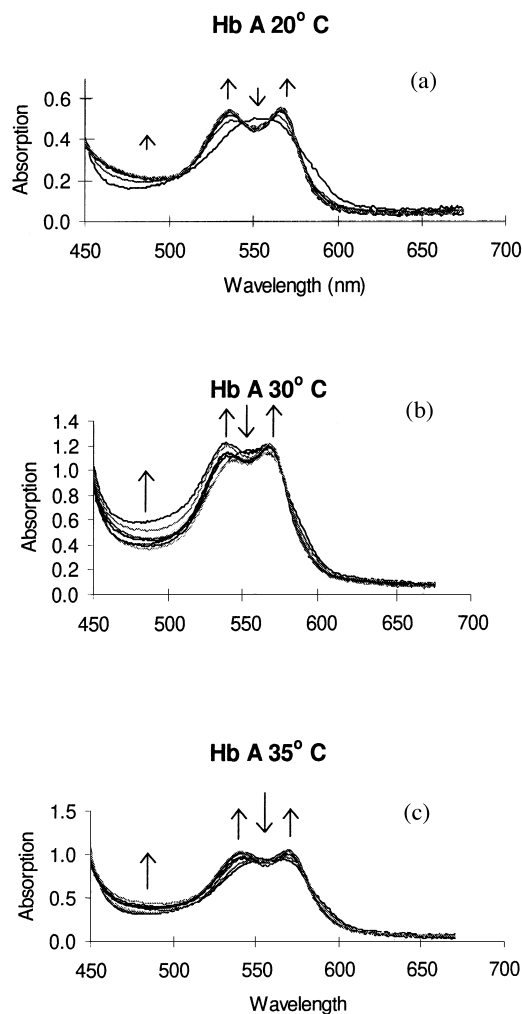 Hb A 20° C
(a)
0.6
0.4
0.2
0.0
Absorption
450 500 550 600 650 700
Wavelength (nm)
Hb A 30° C
(b)
1.4
1.2
1.0
0.8
0.6
0.4
0.2
0.0
Absorption
450 500 550 600 650 700
Hb A 35° C
(c)
1.5
1.0
0.5
0.0
Absorption
450 500 550 600 650 700
Wavelength